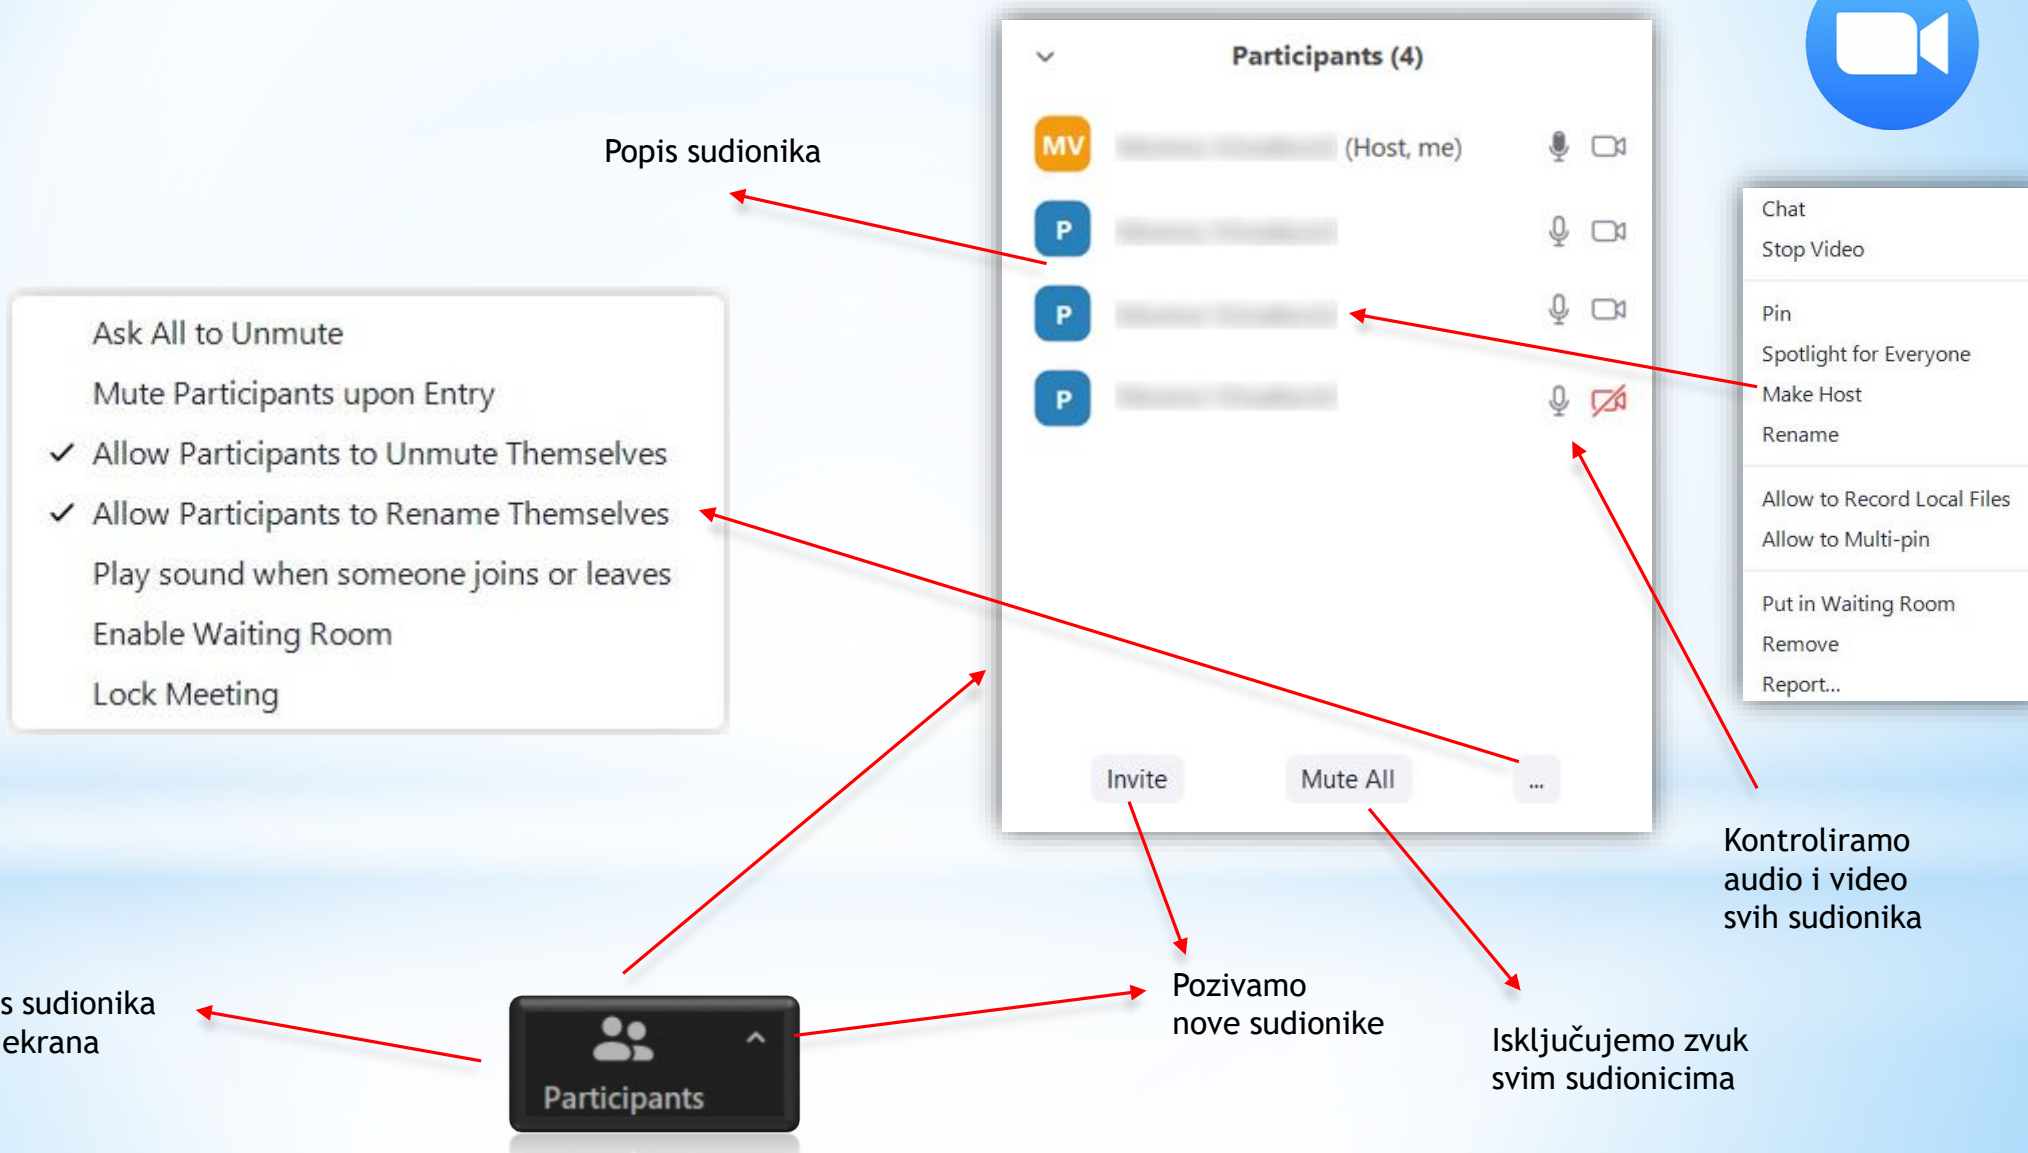 Participants (4)
Popis sudionika
MV (Host, me)
P
P
P
Chat
Stop Video
Pin
Spotlight for Everyone
Make Host
Rename
Allow to Record Local Files
Allow to Multi-pin
Put in Waiting Room
Remove
Report...
Ask All to Unmute
Mute Participants upon Entry
✓ Allow Participants to Unmute Themselves
✓ Allow Participants to Rename Themselves
Play sound when someone joins or leaves
Enable Waiting Room
Lock Meeting
Invite Mute All ...
Kontroliramo
audio i video
svih sudionika
sudionika
ekrana
Participants
Pozivamo
nove sudionike
Isključujemo zvuk
svim sudionicima